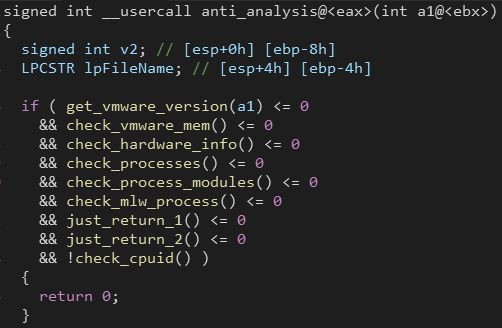 signed int __usercall anti_analysis@<eax>(int a1@<ebx>)
{
  signed int v2; // [esp+0h] [ebp-8h]
  LPCSTR lpFileName; // [esp+4h] [ebp-4h]

  if ( get_vmware_version(a1) <= 0
    && check_vmware_mem() <= 0
    && check_hardware_info() <= 0
    && check_processes() <= 0
    && check_process_modules() <= 0
    && check_mlw_process() <= 0
    && just_return_1() <= 0
    && just_return_2() <= 0
    && !check_cpuid() )
  {
    return 0;
  }